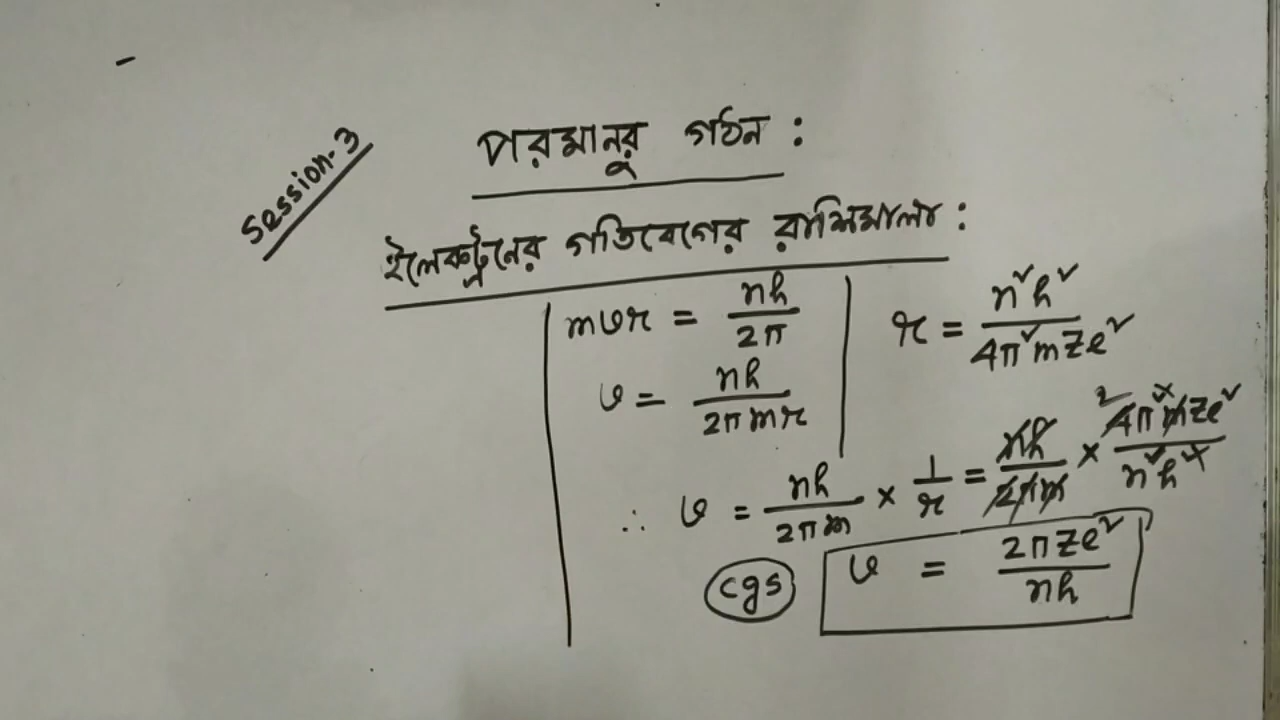 Session-3
পরমানুর গঠন :
ইলেকট্রনের গতিবেগের রাশিমালা :
mvr = nh/2π
r = n²h²/4π²mZe²
v = nh/2πmr
∴ v = nh/2πm × 1/r = nh/2πm × 4π²mZe²/n²h²
2
cgs
v = 2πZe²/nh